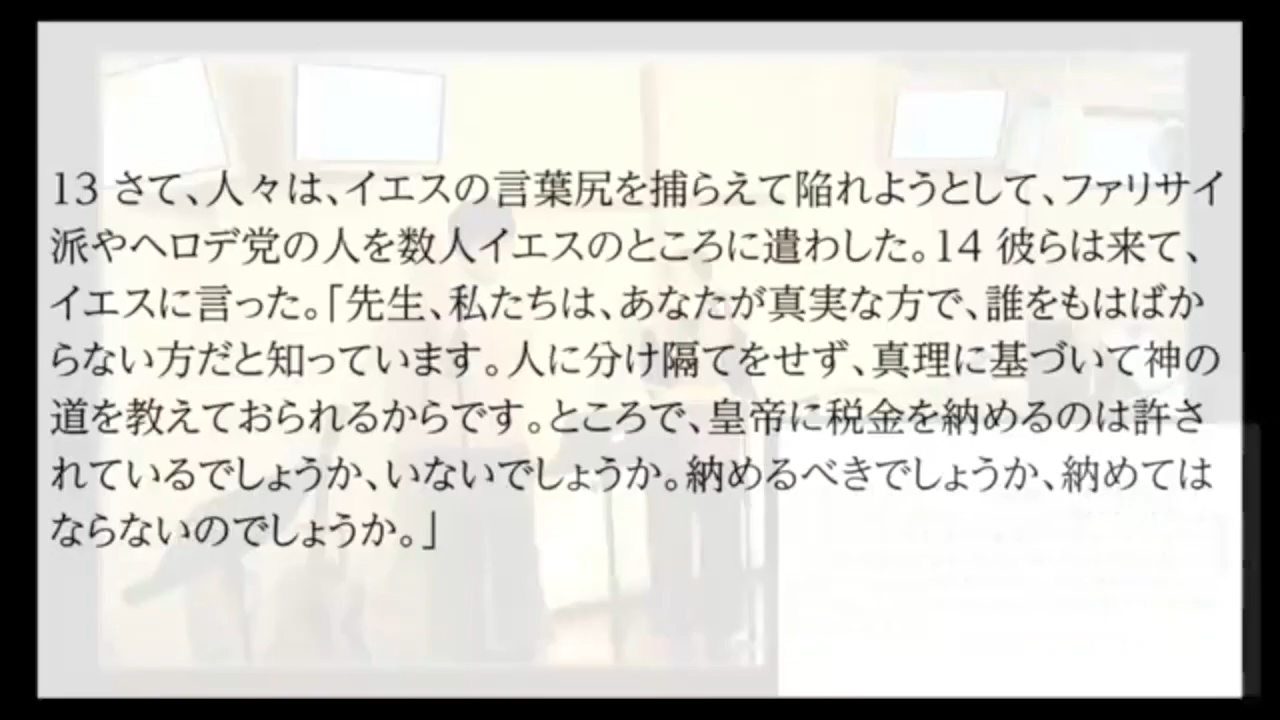 13 さて、人々は、イエスの言葉尻を捕らえて陥れようとして、ファリサイ
派やヘロデ党の人を数人イエスのところに遣わした。14 彼らは来て、
イエスに言った。「先生、私たちは、あなたが真実な方で、誰をもはばか
らない方だと知っています。人に分け隔てをせず、真理に基づいて神の
道を教えておられるからです。ところで、皇帝に税金を納めるのは許さ
れているでしょうか、いないでしょうか。納めるべきでしょうか、納めては
ならないのでしょうか。」